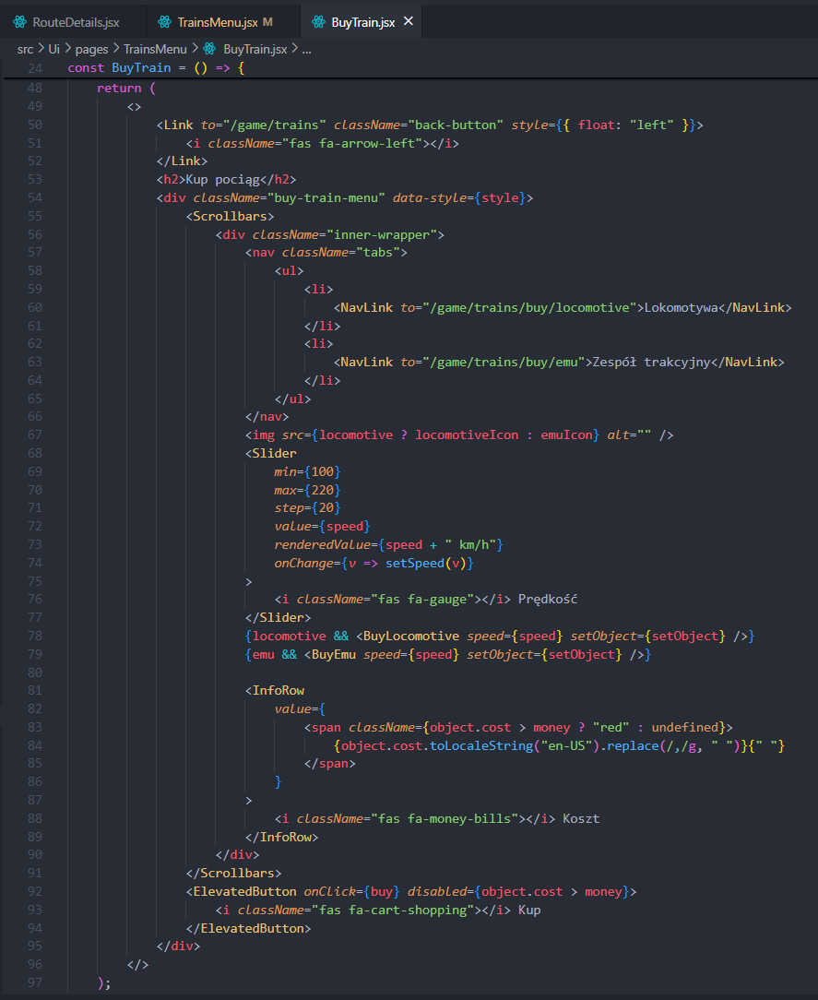 RouteDetails.jsx TrainsMenu.jsx M BuyTrain.jsx ×
src > Ui > pages > TrainsMenu > BuyTrain.jsx > ...
24 const BuyTrain = () => {
48 return (
49 <>
50 <Link to="/game/trains" className="back-button" style={{ float: "left" }}>
51 <i className="fas fa-arrow-left"></i>
52 </Link>
53 <h2>Kup pociąg</h2>
54 <div className="buy-train-menu" data-style={style}>
55 <Scrollbars>
56 <div className="inner-wrapper">
57 <nav className="tabs">
58 <ul>
59 <li>
60 <NavLink to="/game/trains/buy/locomotive">Lokomotywa</NavLink>
61 </li>
62 <li>
63 <NavLink to="/game/trains/buy/emu">Zespół trakcyjny</NavLink>
64 </li>
65 </ul>
66 </nav>
67 <img src={locomotive ? locomotiveIcon : emuIcon} alt="" />
68 <Slider
69 min={100}
70 max={220}
71 step={20}
72 value={speed}
73 renderedValue={speed + " km/h"}
74 onChange={v => setSpeed(v)}
75 >
76 <i className="fas fa-gauge"></i> Prędkość
77 </Slider>
78 {locomotive && <BuyLocomotive speed={speed} setObject={setObject} />}
79 {emu && <BuyEmu speed={speed} setObject={setObject} />}
80
81 <InfoRow
82 value={
83 <span className={object.cost > money ? "red" : undefined}>
84 {object.cost.toLocaleString("en-US").replace(/,/g, " ")}{" "}
85 </span>
86 }
87 >
88 <i className="fas fa-money-bills"></i> Koszt
89 </InfoRow>
90 </div>
91 </Scrollbars>
92 <ElevatedButton onClick={buy} disabled={object.cost > money}>
93 <i className="fas fa-cart-shopping"></i> Kup
94 </ElevatedButton>
95 </div>
96 </>
97 );